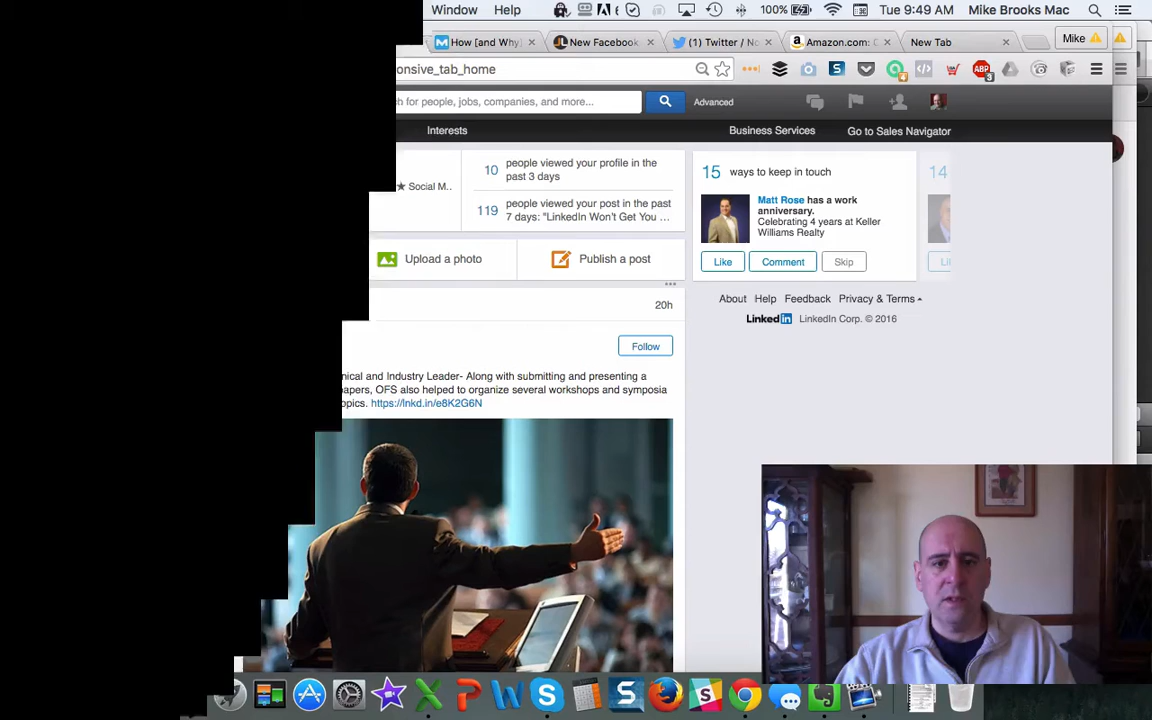 Window Help 100% Tue 9:49 AM Mike Brooks Mac
How [and Why] New Facebook (1) Twitter / No Amazon.com: C New Tab Mike
onsive_tab_home
ch for people, jobs, companies, and more... Advanced
Interests Business Services Go to Sales Navigator
★ Social M..
10 people viewed your profile in the
past 3 days
119 people viewed your post in the past
7 days: "LinkedIn Won't Get You ...
15 ways to keep in touch
14
Matt Rose has a work
anniversary.
Celebrating 4 years at Keller
Williams Realty
Like Comment Skip Li
Upload a photo Publish a post
About Help Feedback Privacy & Terms
Linked in LinkedIn Corp. © 2016
20h
Follow
nical and Industry Leader- Along with submitting and presenting a
papers, OFS also helped to organize several workshops and symposia
opics. https://lnkd.in/e8K2G6N